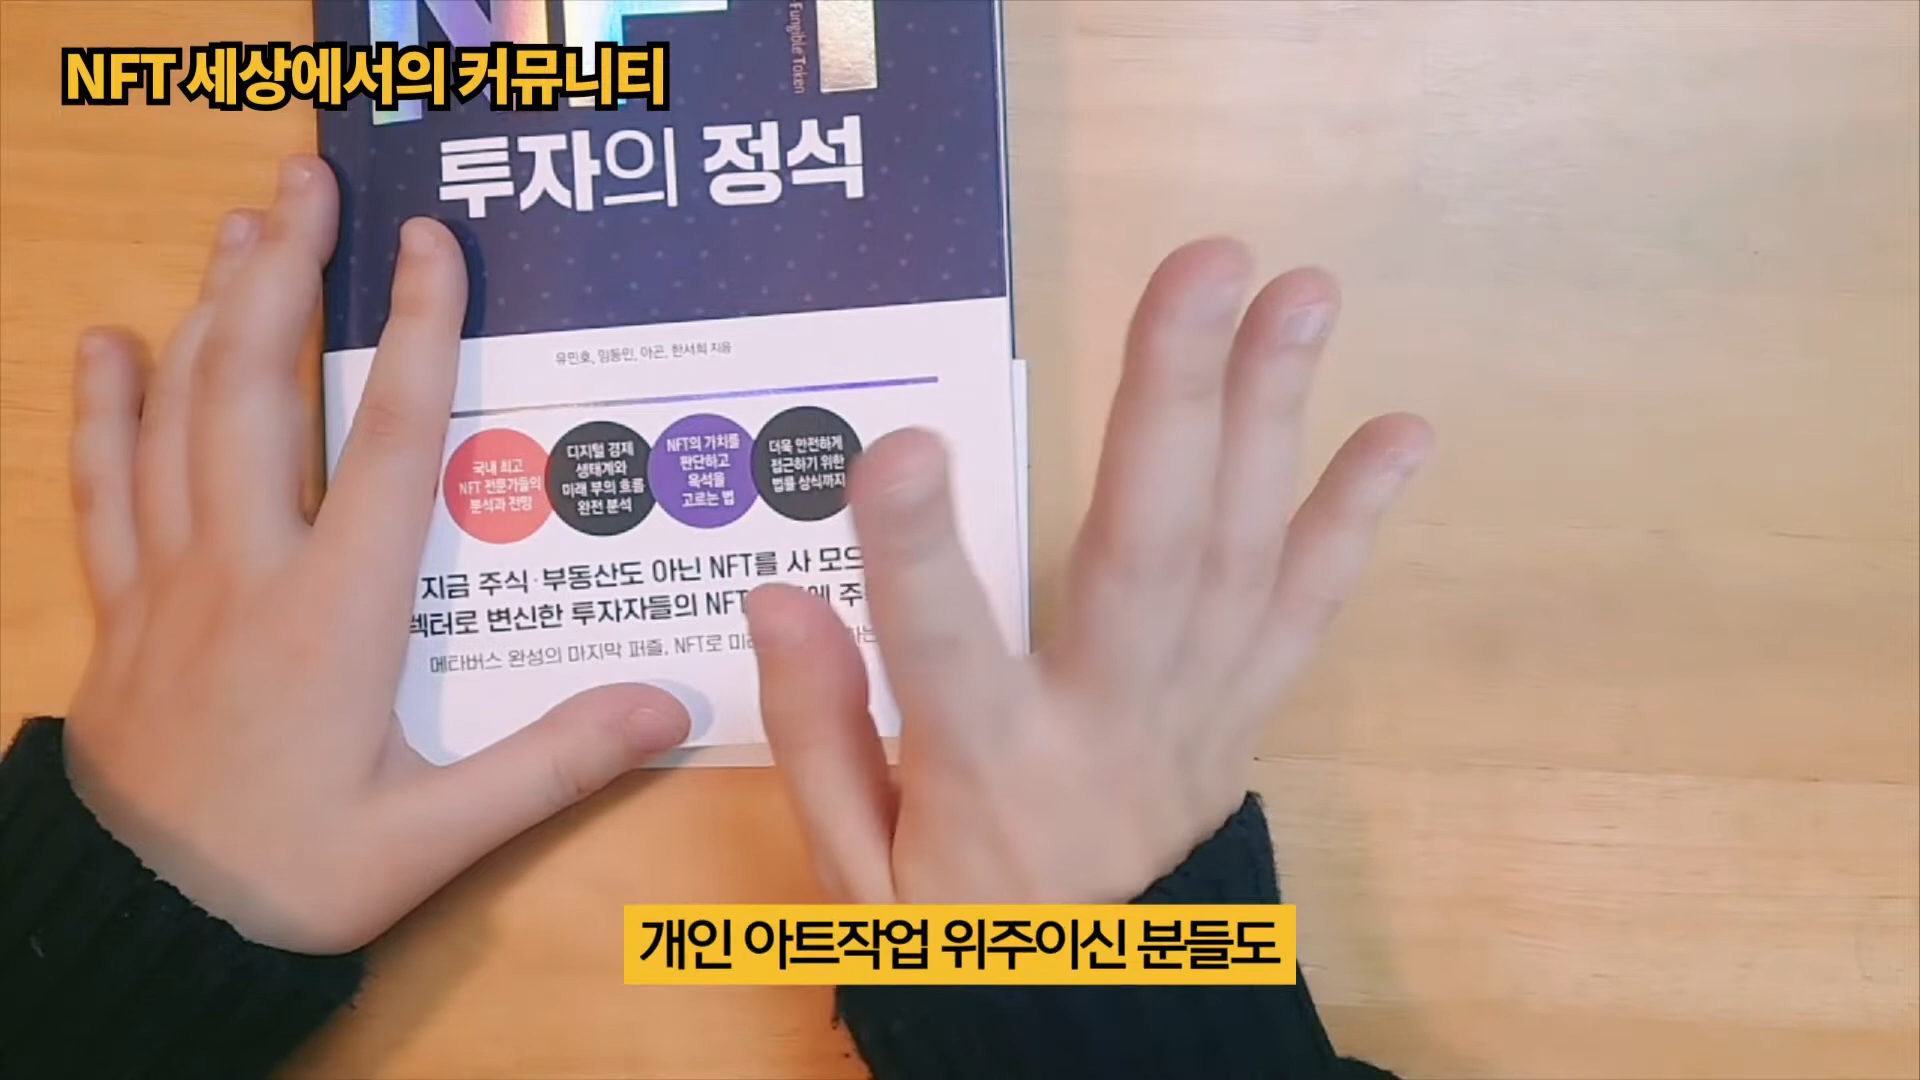 NFT 세상에서의 커뮤니티
NFT
Fungible Token
투자의 정석
유민호, 임동민, 아곤, 한서희 지음
국내 최고
NFT 전문가들의
분석과 전망
디지털 경제
생태계와
미래 부의 흐름
완전 분석
NFT의 가치를
판단하고
옥석을
고르는 법
더욱 안전하게
접근하기 위한
법률 상식까지
지금 주식·부동산도 아닌 NFT를 사 모으
렉터로 변신한 투자자들의 NFT 주
메타버스 완성의 마지막 퍼즐, NFT로 미래 하는
개인 아트작업 위주이신 분들도